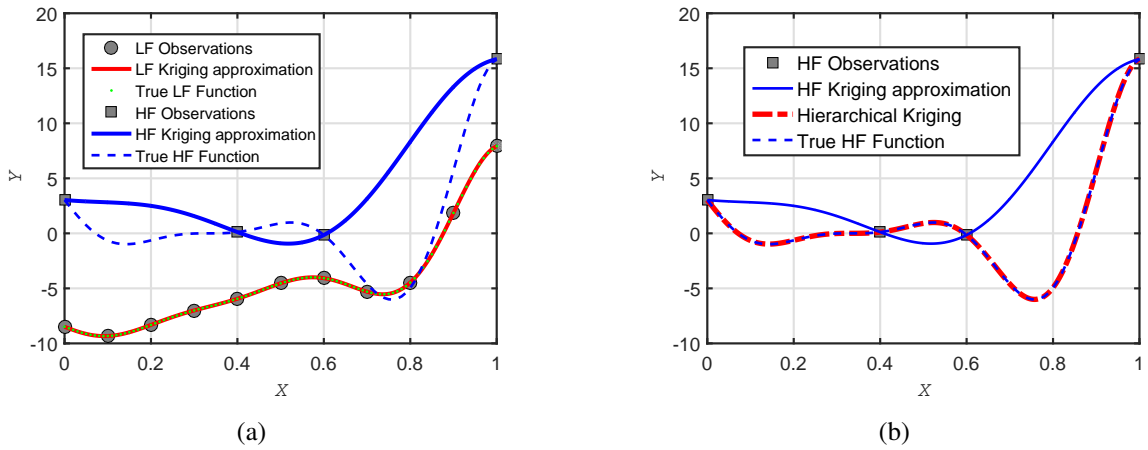 20
15
10
5
0
-5
-10
Y
0 0.2 0.4 0.6 0.8 1
X
LF Observations
LF Kriging approximation
True LF Function
HF Observations
HF Kriging approximation
True HF Function
(a)
20
15
10
5
0
-5
-10
Y
0 0.2 0.4 0.6 0.8 1
X
HF Observations
HF Kriging approximation
Hierarchical Kriging
True HF Function
(b)